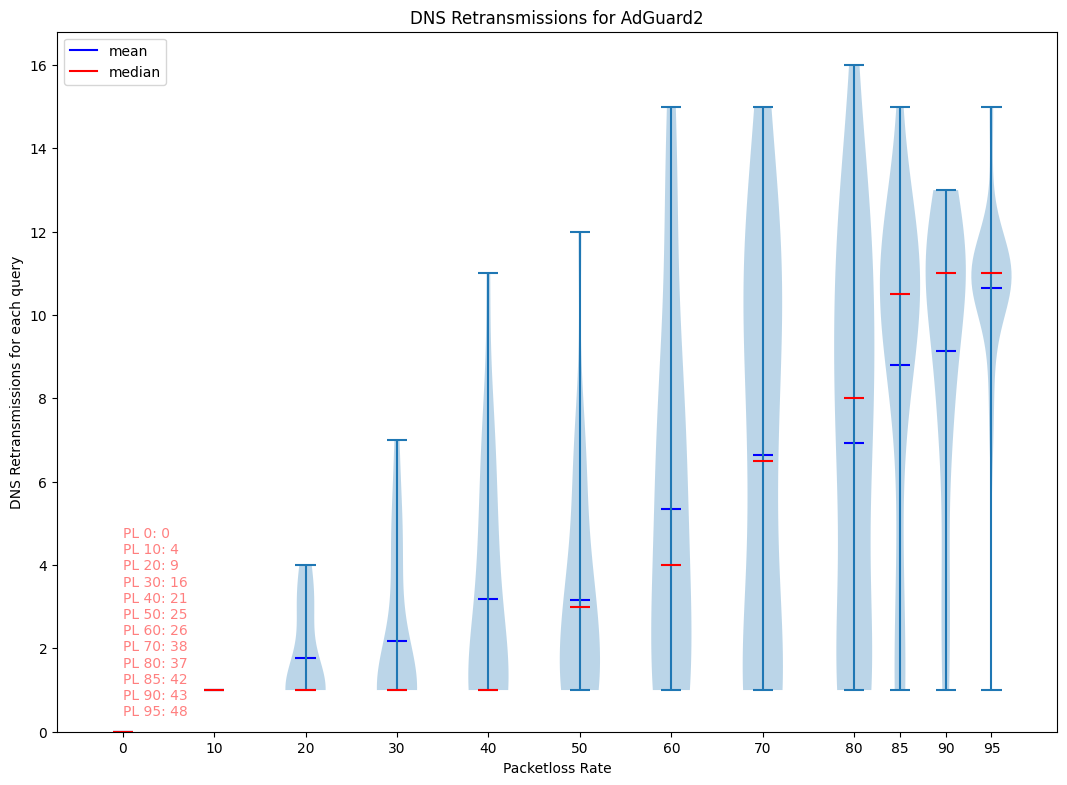 DNS Retransmissions for AdGuard2
mean
median
DNS Retransmissions for each query
16
14
12
10
8
6
4
2
0
PL 0: 0
PL 10: 4
PL 20: 9
PL 30: 16
PL 40: 21
PL 50: 25
PL 60: 26
PL 70: 38
PL 80: 37
PL 85: 42
PL 90: 43
PL 95: 48
0 10 20 30 40 50 60 70 80 85 90 95
Packetloss Rate